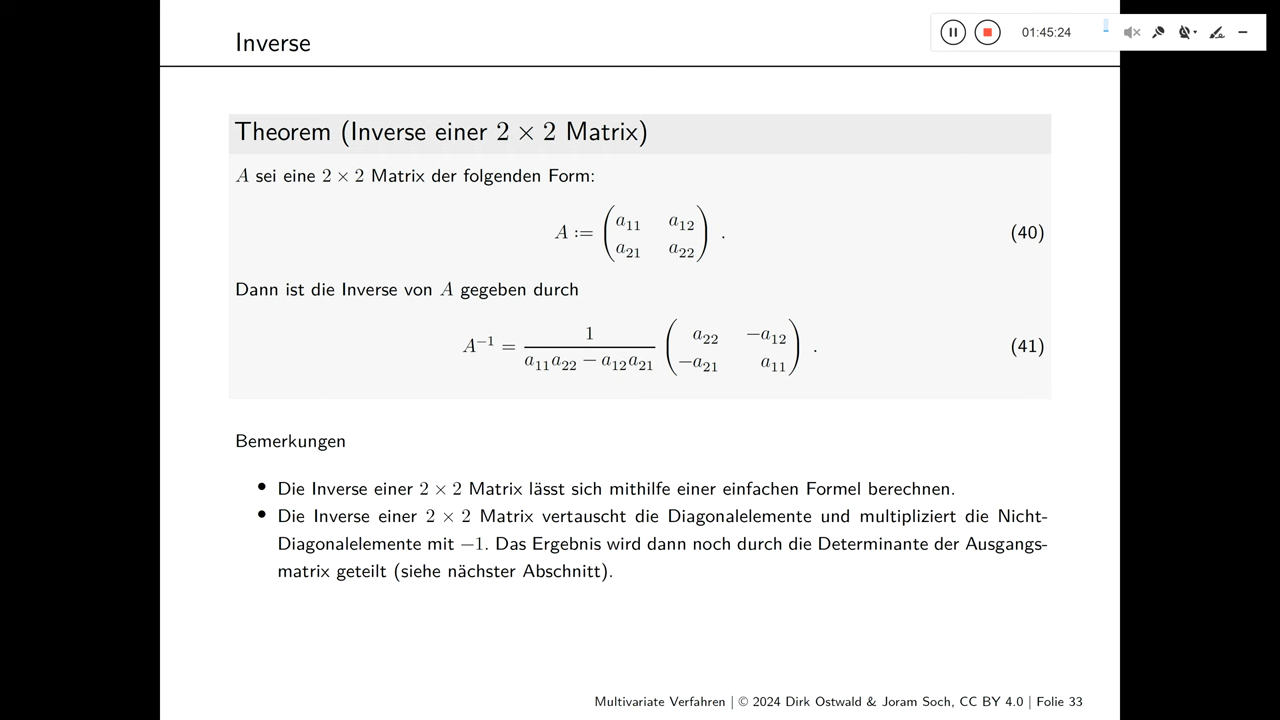 Inverse
01:45:24
Theorem (Inverse einer 2 × 2 Matrix)
A sei eine 2 × 2 Matrix der folgenden Form:
A := ( a11 a12
a21 a22 ) . (40)
Dann ist die Inverse von A gegeben durch
A−1 = 1 / (a11a22 − a12a21) ( a22 −a12
−a21 a11 ) . (41)
Bemerkungen
• Die Inverse einer 2 × 2 Matrix lässt sich mithilfe einer einfachen Formel berechnen.
• Die Inverse einer 2 × 2 Matrix vertauscht die Diagonalelemente und multipliziert die Nicht-
Diagonalelemente mit −1. Das Ergebnis wird dann noch durch die Determinante der Ausgangs-
matrix geteilt (siehe nächster Abschnitt).
Multivariate Verfahren | © 2024 Dirk Ostwald & Joram Soch, CC BY 4.0 | Folie 33